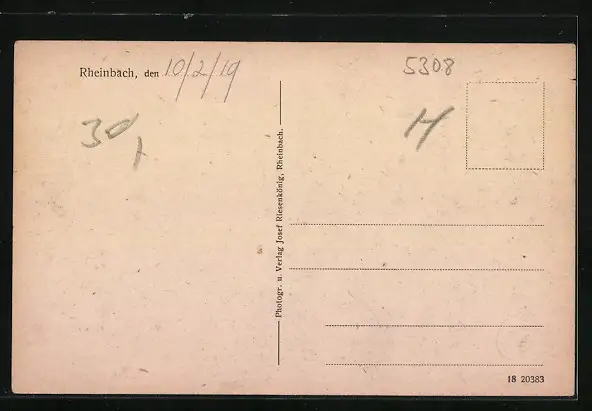 Rheinbach, den 10/2/19
5308
30,
H
Photogr. u Verlag Josef Riesenkönig, Rheinbach.
18 20383